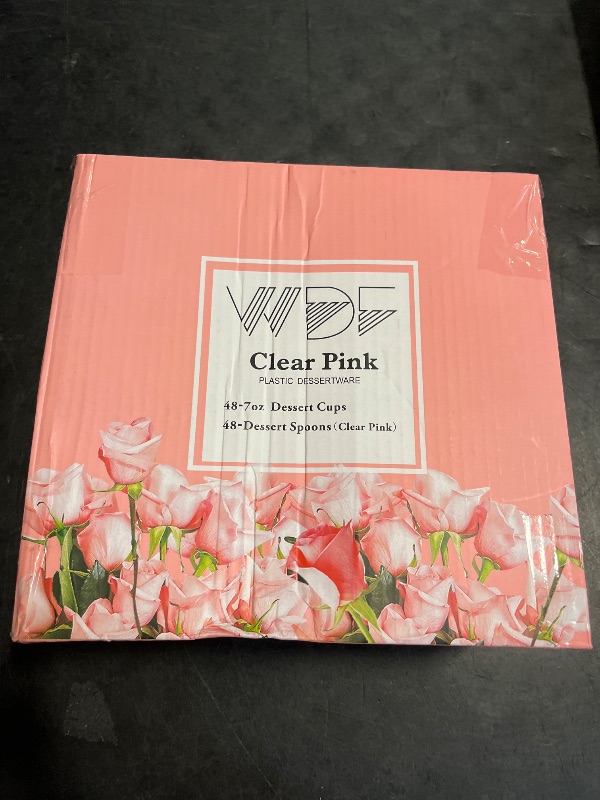 WDF
Clear Pink
PLASTIC DESSERTWARE
48-7oz Dessert Cups
48-Dessert Spoons (Clear Pink)